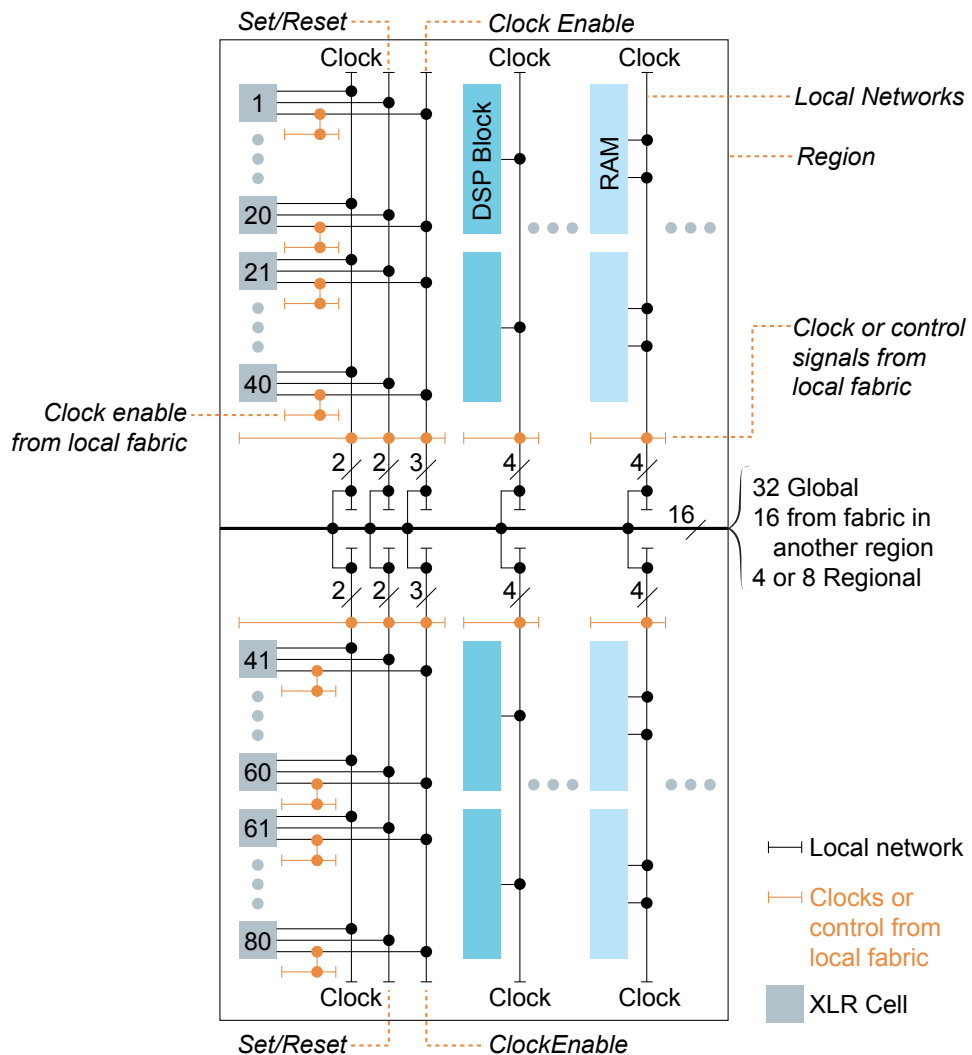 Set/Reset
Clock Enable
Clock
Clock
Clock
1
DSP Block
RAM
Local Networks
Region
20
21
40
Clock or control
signals from
local fabric
Clock enable
from local fabric
2
2
3
4
4
16
32 Global
16 from fabric in
another region
4 or 8 Regional
2
2
3
4
4
41
60
61
80
Local network
Clocks or
control from
local fabric
XLR Cell
Clock
Clock
Clock
Set/Reset
ClockEnable